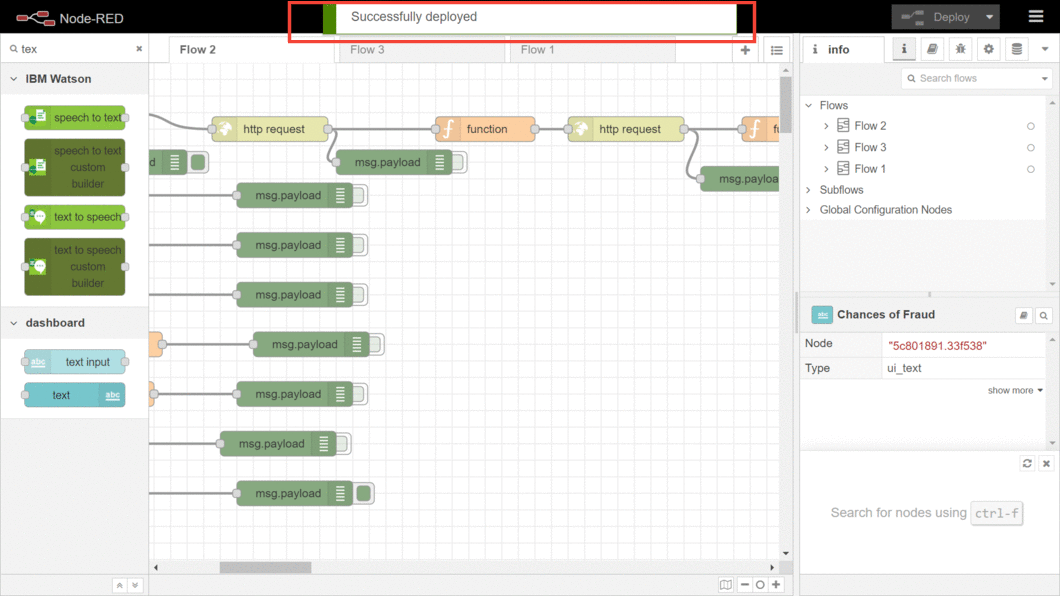 Node-RED
Successfully deployed
Deploy
tex
Flow 2
Flow 3
Flow 1
info
Search flows
IBM Watson
speech to text
speech to text
custom
builder
text to speech
text to speech
custom
builder
dashboard
abc
text input
text
abc
http request
function
http request
fu
d
msg.payload
msg.payloa
msg.payload
msg.payload
msg.payload
msg.payload
msg.payload
msg.payload
msg.payload
Flows
Flow 2
Flow 3
Flow 1
Subflows
Global Configuration Nodes
abc
Chances of Fraud
Node
"5c801891.33f538"
Type
ui_text
show more
Search for nodes using ctrl-f